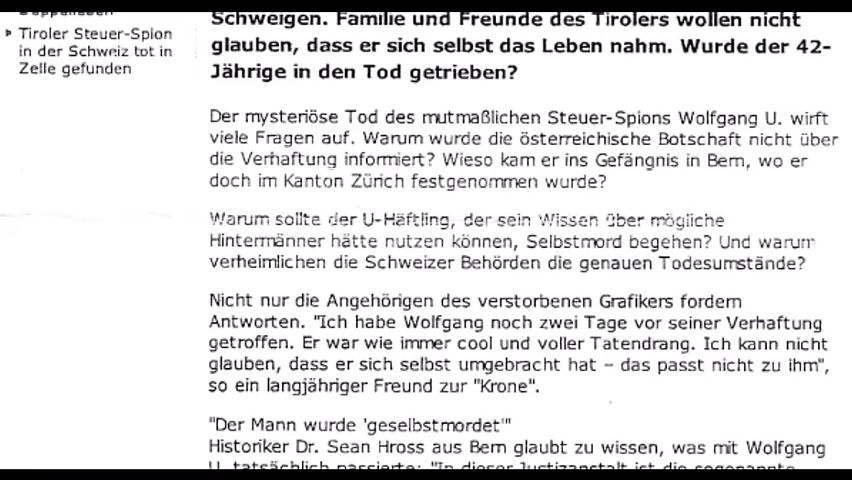 Tiroler Steuer-Spion
in der Schweiz tot in
Zelle gefunden
Schweigen. Familie und Freunde des Tirolers wollen nicht
glauben, dass er sich selbst das Leben nahm. Wurde der 42-
Jährige in den Tod getrieben?
Der mysteriöse Tod des mutmaßlichen Steuer-Spions Wolfgang U. wirft
viele Fragen auf. Warum wurde die österreichische Botschaft nicht über
die Verhaftung informiert? Wieso kam er ins Gefängnis in Bern, wo er
doch im Kanton Zürich festgenommen wurde?
Warum sollte der U-Häftling, der sein Wissen über mögliche
Hintermänner hätte nutzen können, Selbstmord begehen? Und warum
verheimlichen die Schweizer Behörden die genauen Todesumstände?
Nicht nur die Angehörigen des verstorbenen Grafikers fordern
Antworten. "Ich habe Wolfgang noch zwei Tage vor seiner Verhaftung
getroffen. Er war wie immer cool und voller Tatendrang. Ich kann nicht
glauben, dass er sich selbst umgebracht hat – das passt nicht zu ihm",
so ein langjähriger Freund zur "Krone".
"Der Mann wurde 'geselbstmordet'"
Historiker Dr. Sean Hross aus Bern glaubt zu wissen, was mit Wolfgang
U. tatsächlich passierte: "In dieser Justizanstalt ist die sogenannte